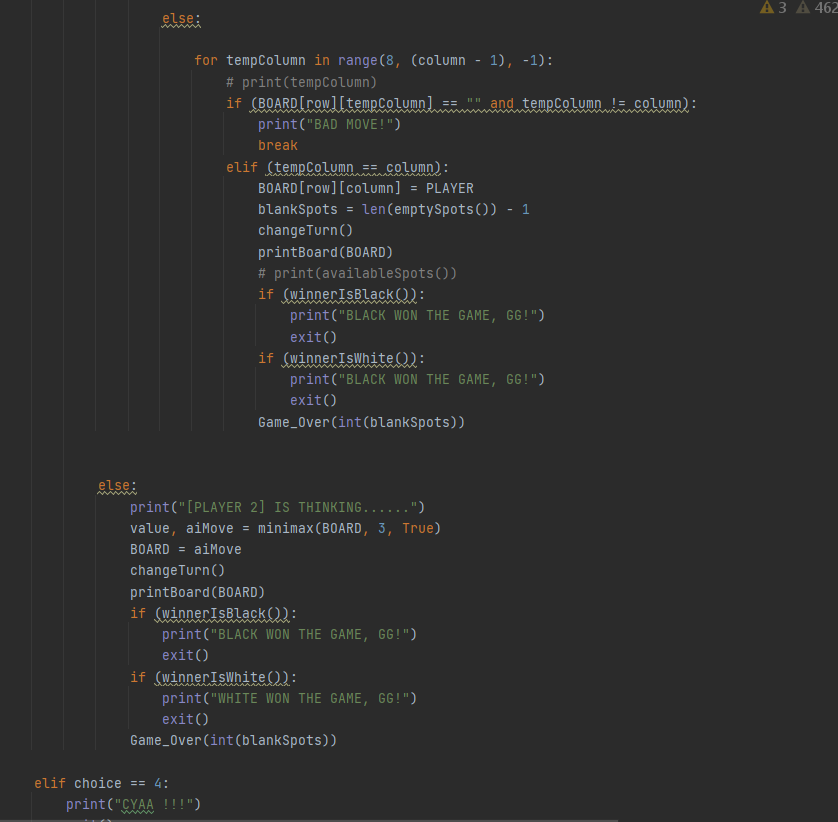 3 462
else:
for tempColumn in range(8, (column - 1), -1):
# print(tempColumn)
if (BOARD[row][tempColumn] == "" and tempColumn != column):
print("BAD MOVE!")
break
elif (tempColumn == column):
BOARD[row][column] = PLAYER
blankSpots = len(emptySpots()) - 1
changeTurn()
printBoard(BOARD)
# print(availableSpots())
if (winnerIsBlack()):
print("BLACK WON THE GAME, GG!")
exit()
if (winnerIsWhite()):
print("BLACK WON THE GAME, GG!")
exit()
Game_Over(int(blankSpots))
else:
print("[PLAYER 2] IS THINKING......")
value, aiMove = minimax(BOARD, 3, True)
BOARD = aiMove
changeTurn()
printBoard(BOARD)
if (winnerIsBlack()):
print("BLACK WON THE GAME, GG!")
exit()
if (winnerIsWhite()):
print("WHITE WON THE GAME, GG!")
exit()
Game_Over(int(blankSpots))
elif choice == 4:
print("CYAA !!!")